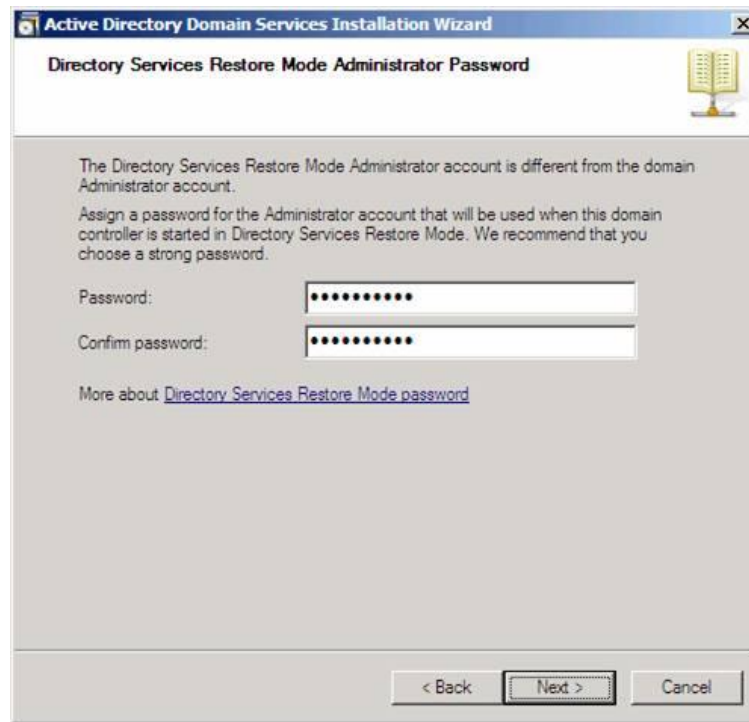 Active Directory Domain Services Installation Wizard
Directory Services Restore Mode Administrator Password
The Directory Services Restore Mode Administrator account is different from the domain
Administrator account.
Assign a password for the Administrator account that will be used when this domain
controller is started in Directory Services Restore Mode. We recommend that you
choose a strong password.
Password: ●●●●●●●●●●
Confirm password: ●●●●●●●●●●
More about Directory Services Restore Mode password
< Back Next > Cancel